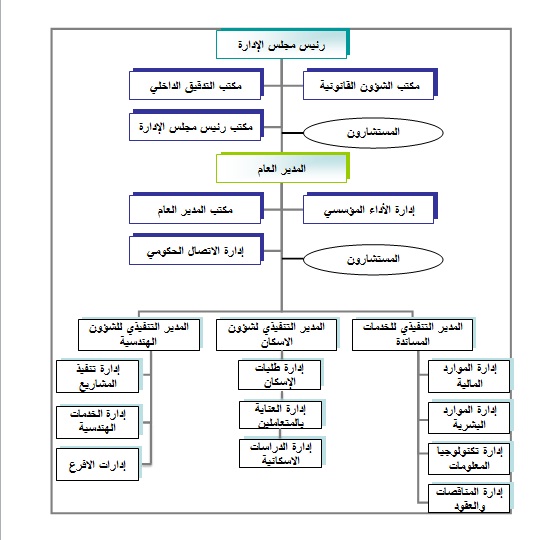 رئيس مجلس الإدارة
مكتب الشؤون القانونية
مكتب التدقيق الداخلي
مكتب رئيس مجلس الإدارة
المستشارون
المدير العام
إدارة الأداء المؤسسي
مكتب المدير العام
إدارة الاتصال الحكومي
المستشارون
المدير التنفيذي للخدمات
المساندة
المدير التنفيذي لشؤون
الاسكان
المدير التنفيذي للشؤون
الهندسية
إدارة الموارد
المالية
إدارة الموارد
البشرية
إدارة تكنولوجيا
المعلومات
إدارة المناقصات
والعقود
إدارة طلبات
الإسكان
إدارة العناية
بالمتعاملين
إدارة الدراسات
الاسكانية
إدارة تنفيذ
المشاريع
إدارة الخدمات
الهندسية
إدارات الافرع